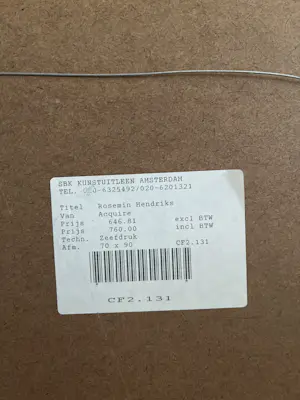 SBK KUNSTUITLEEN AMSTERDAM
TEL. 020-6325490/020-6201321
Titel Rosemin Hendriks
Van Acquire
Prijs 646.81 excl BTW
Prijs 760.00 incl BTW
Techn. Zeefdruk
Afm. 70 x 90 CF2.131
CF2.131